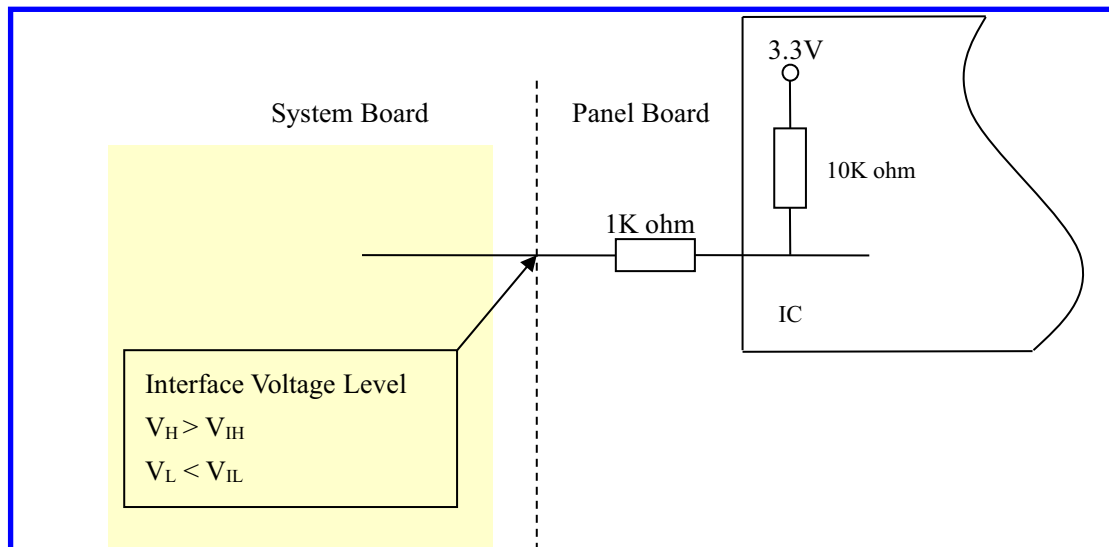 3.3V
System Board
Panel Board
10K ohm
1K ohm
IC
Interface Voltage Level
VH > VIH
VL < VIL